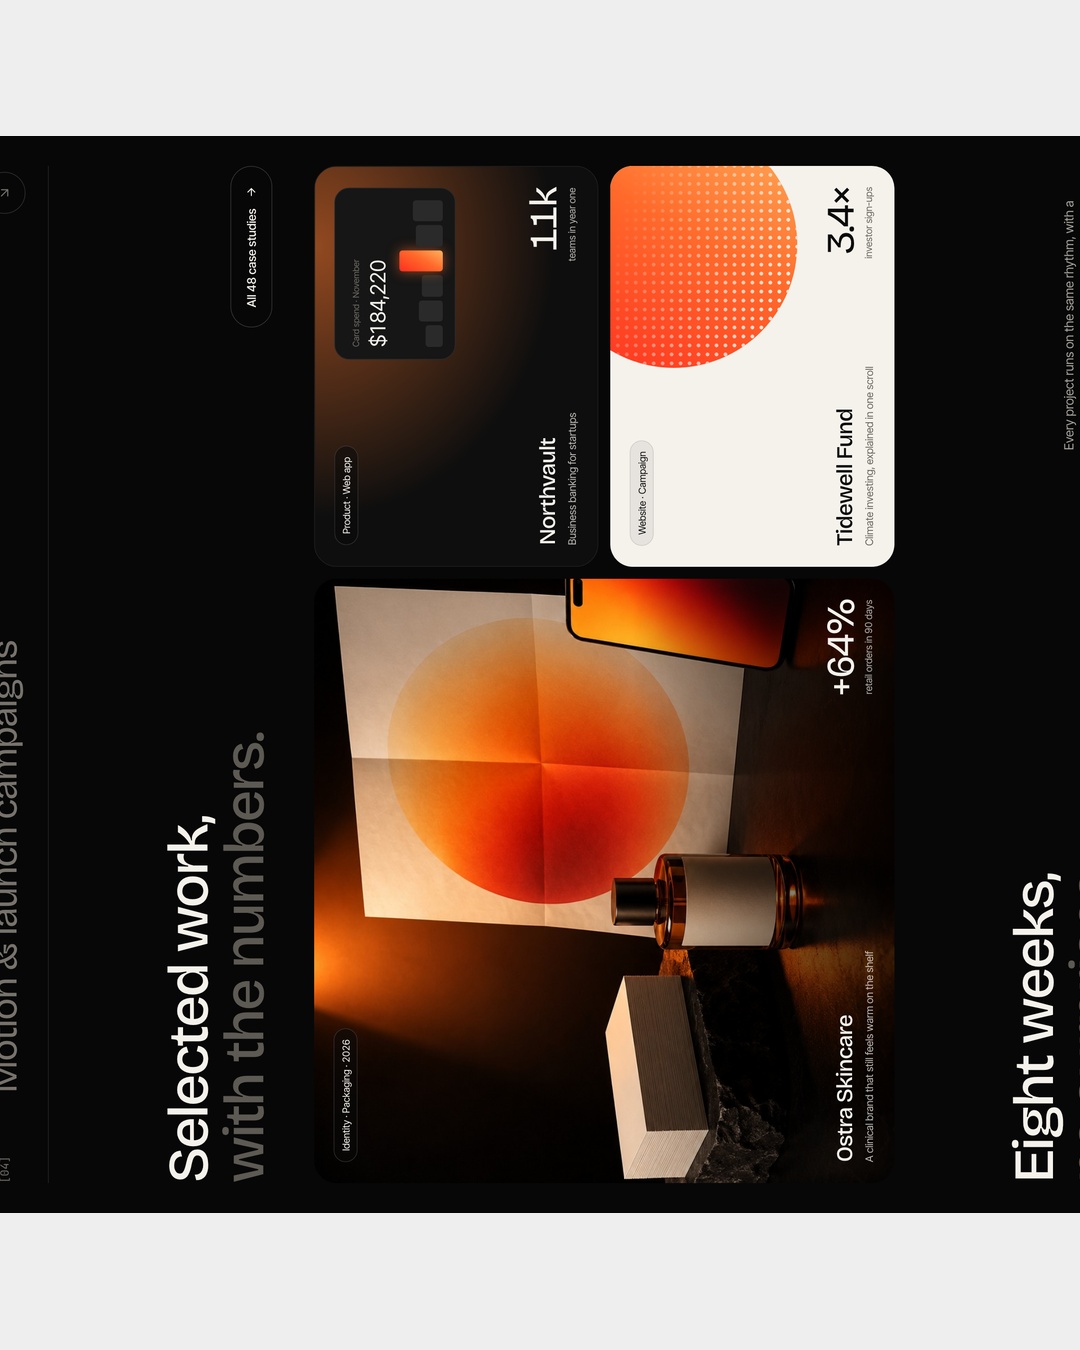 [04]
Motion & launch campaigns
Selected work,
with the numbers.
All 48 case studies
Identity · Packaging · 2026
Ostra Skincare
A clinical brand that still feels warm on the shelf
+64%
retail orders in 90 days
Product · Web app
Card spend · November
$184,220
Northvault
Business banking for startups
11k
teams in year one
Website · Campaign
Tidewell Fund
Climate investing, explained in one scroll
3.4×
investor sign-ups
Eight weeks,
Every project runs on the same rhythm, with a